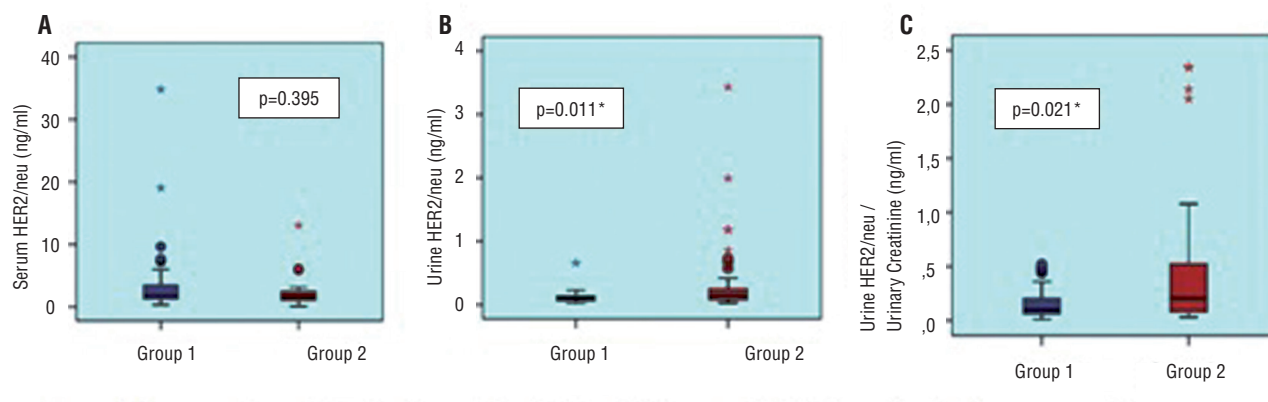 A
Serum HER2/neu (ng/ml)
40
30
20
10
0
p=0.395
Group 1
Group 2
B
Urine HER2/neu (ng/ml)
4
3
2
1
0
p=0.011*
Group 1
Group 2
C
Urine HER2/neu /
Urinary Creatinine (ng/ml)
2,5
2,0
1,5
1,0
,5
,0
p=0.021*
Group 1
Group 2